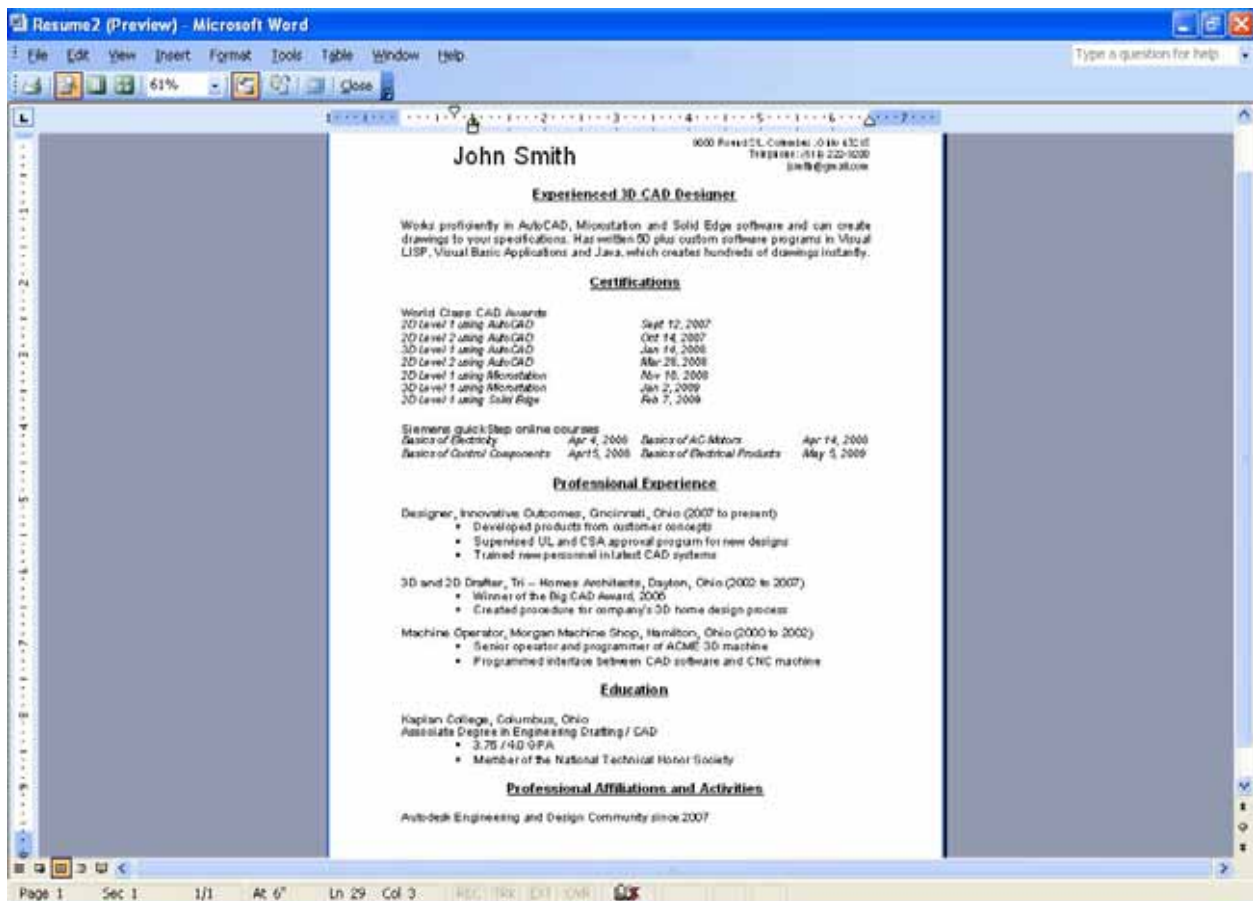 Resume2 (Preview) - Microsoft Word
File Edit View Insert Format Tools Table Window Help
Type a question for help
61% Close
John Smith
Telephone:
jsmith@gmail.com
Experienced 3D CAD Designer
Works proficiently in AutoCAD, Microstation and Solid Edge software and can create
drawings to your specifications. Has written 50 plus custom software programs in Visual
LISP, Visual Basic Applications and Java, which creates hundreds of drawings instantly.
Certifications
World Class CAD Awards
2D Level 1 using AutoCAD Sept 12, 2007
2D Level 2 using AutoCAD Oct 14, 2007
3D Level 1 using AutoCAD Jan 14, 2008
2D Level 2 using AutoCAD Mar 28, 2008
2D Level 1 using Microstation Nov 18, 2008
3D Level 1 using Microstation Jan 2, 2009
2D Level 1 using Solid Edge Feb 7, 2009
Siemens quickStep online courses
Basics of Electricity Apr 4, Basics of AC Motors Apr 14,
Basics of Control Components Basics of Electrical Products May 5,
Professional Experience
Designer, Innovative Outcomes, Cincinnati, Ohio (2007 to present)
• Developed products from customer concepts
• Supervised UL and CSA approval program for new designs
• Trained new personnel in latest CAD systems
3D and 2D Drafter, Tri – Homes Architects, Dayton, Ohio (2002 to 2007)
• Winner of the Big CAD Award,
• Created procedure for company's 3D home design process
Machine Operator, Morgan Machine Shop, Hamilton, Ohio (2000 to 2002)
• Senior operator and programmer of ACME 3D machine
• Programmed interface between CAD software and CNC machine
Education
Kaplan College, Columbus, Ohio
Associate Degree in Engineering Drafting / CAD
• 3.75 / 4.0 GPA
• Member of the National Technical Honor Society
Professional Affiliations and Activities
Autodesk Engineering and Design Community since 2007
Page 1 Sec 1 1/1 At 6" Ln 29 Col 3 REC TRK EXT OVR